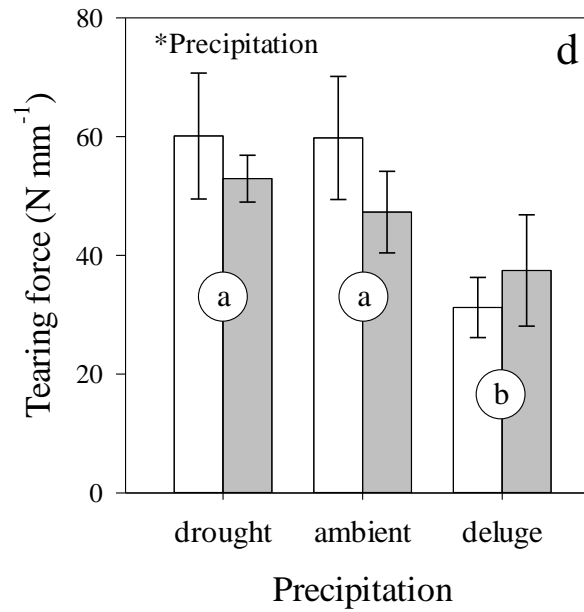 80
*Precipitation
d
60
40
20
0
Tearing force (N mm⁻¹)
a
a
b
drought ambient deluge
Precipitation